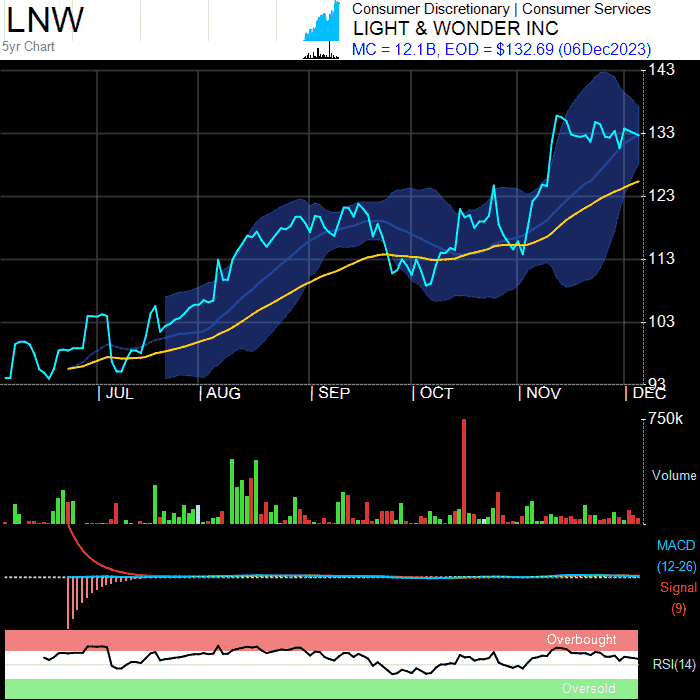 LNW
5yr Chart
Consumer Discretionary | Consumer Services
LIGHT & WONDER INC
MC = 12.1B, EOD = $132.69 (06Dec2023)
143
133
123
113
103
93
| JUL | AUG | SEP | OCT | NOV | DEC
750k
Volume
MACD
(12-26)
Signal
(9)
Overbought
RSI(14)
Oversold